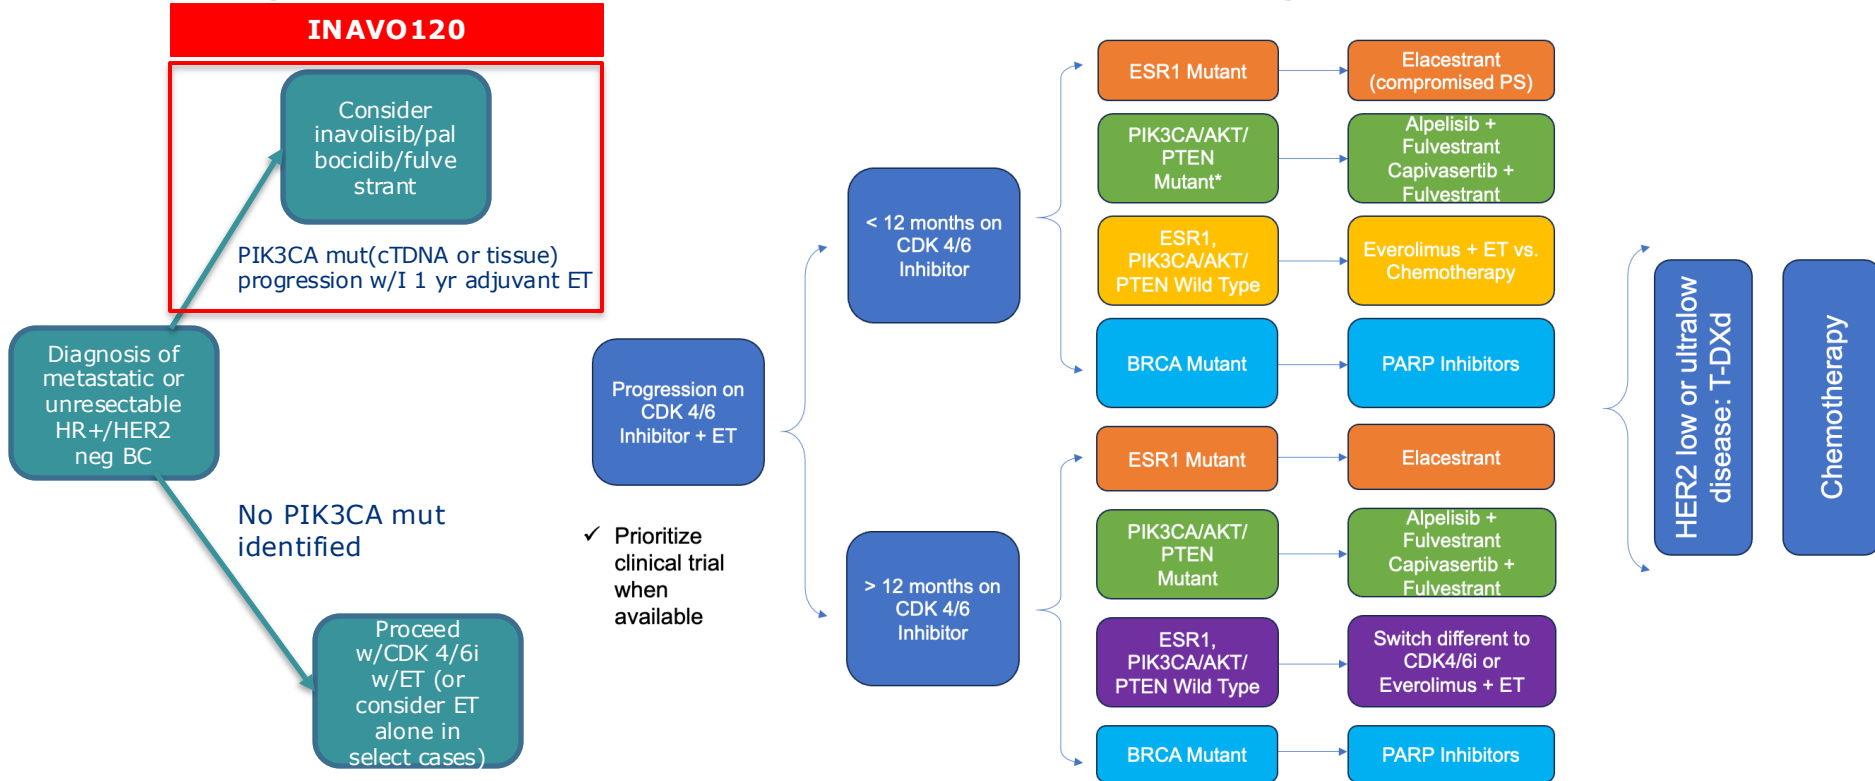 INAVO120
Consider
inavolisib/pal
bociclib/fulve
strant
PIK3CA mut(cTDNA or tissue)
progression w/I 1 yr adjuvant ET
Diagnosis of
metastatic or
unresectable
HR+/HER2
neg BC
No PIK3CA mut
identified
Proceed
w/CDK 4/6i
w/ET (or
consider ET
alone in
select cases)
Progression on
CDK 4/6
Inhibitor + ET
✓ Prioritize
clinical trial
when
available
< 12 months on
CDK 4/6
Inhibitor
ESR1 Mutant
Elacestrant
(compromised PS)
PIK3CA/AKT/
PTEN
Mutant*
Alpelisib +
Fulvestrant
Capivasertib +
Fulvestrant
ESR1,
PIK3CA/AKT/
PTEN Wild Type
Everolimus + ET vs.
Chemotherapy
BRCA Mutant
PARP Inhibitors
> 12 months on
CDK 4/6
Inhibitor
ESR1 Mutant
Elacestrant
PIK3CA/AKT/
PTEN
Mutant
Alpelisib +
Fulvestrant
Capivasertib +
Fulvestrant
ESR1,
PIK3CA/AKT/
PTEN Wild Type
Switch different to
CDK4/6i or
Everolimus + ET
BRCA Mutant
PARP Inhibitors
HER2 low or ultralow
disease: T-DXd
Chemotherapy